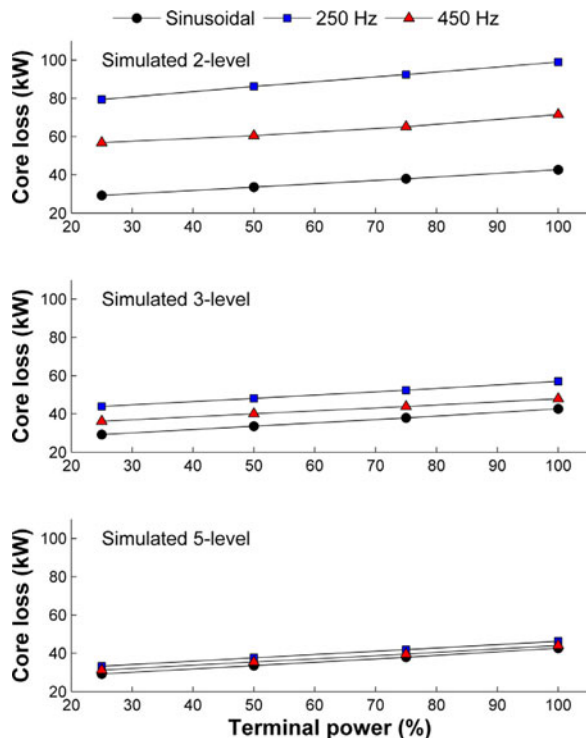 Sinusoidal 250 Hz 450 Hz
Simulated 2-level
Core loss (kW)
100
80
60
40
20
20 30 40 50 60 70 80 90 100
Simulated 3-level
Core loss (kW)
100
80
60
40
20
20 30 40 50 60 70 80 90 100
Simulated 5-level
Core loss (kW)
100
80
60
40
20
20 30 40 50 60 70 80 90 100
Terminal power (%)